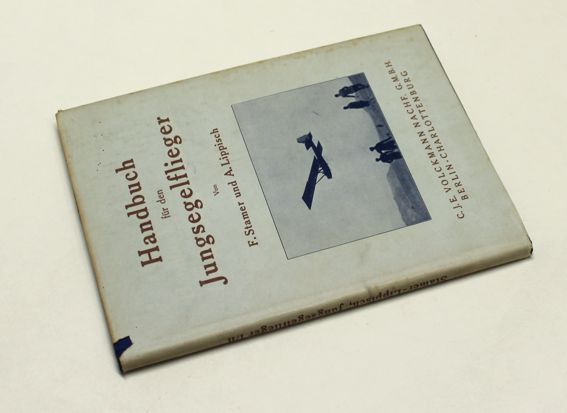 Handbuch
für den
Jungsegelflieger
Von
F. Stamer und A. Lippisch
C. J. E. VOLCKMANN NACHF. G.M.B.H.
BERLIN-CHARLOTTENBURG
Stamer-Lippisch, Jungsegelflieger I/II